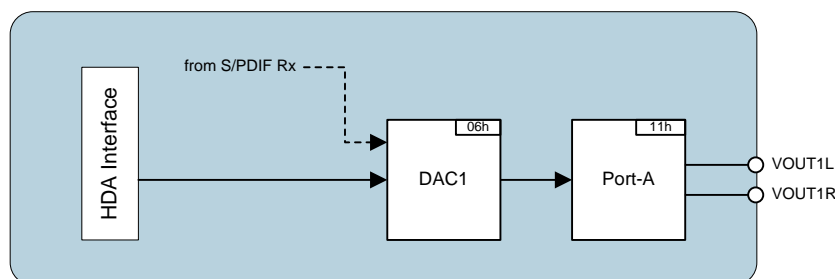 from S/PDIF Rx
HDA Interface
06h
DAC1
11h
Port-A
VOUT1L
VOUT1R